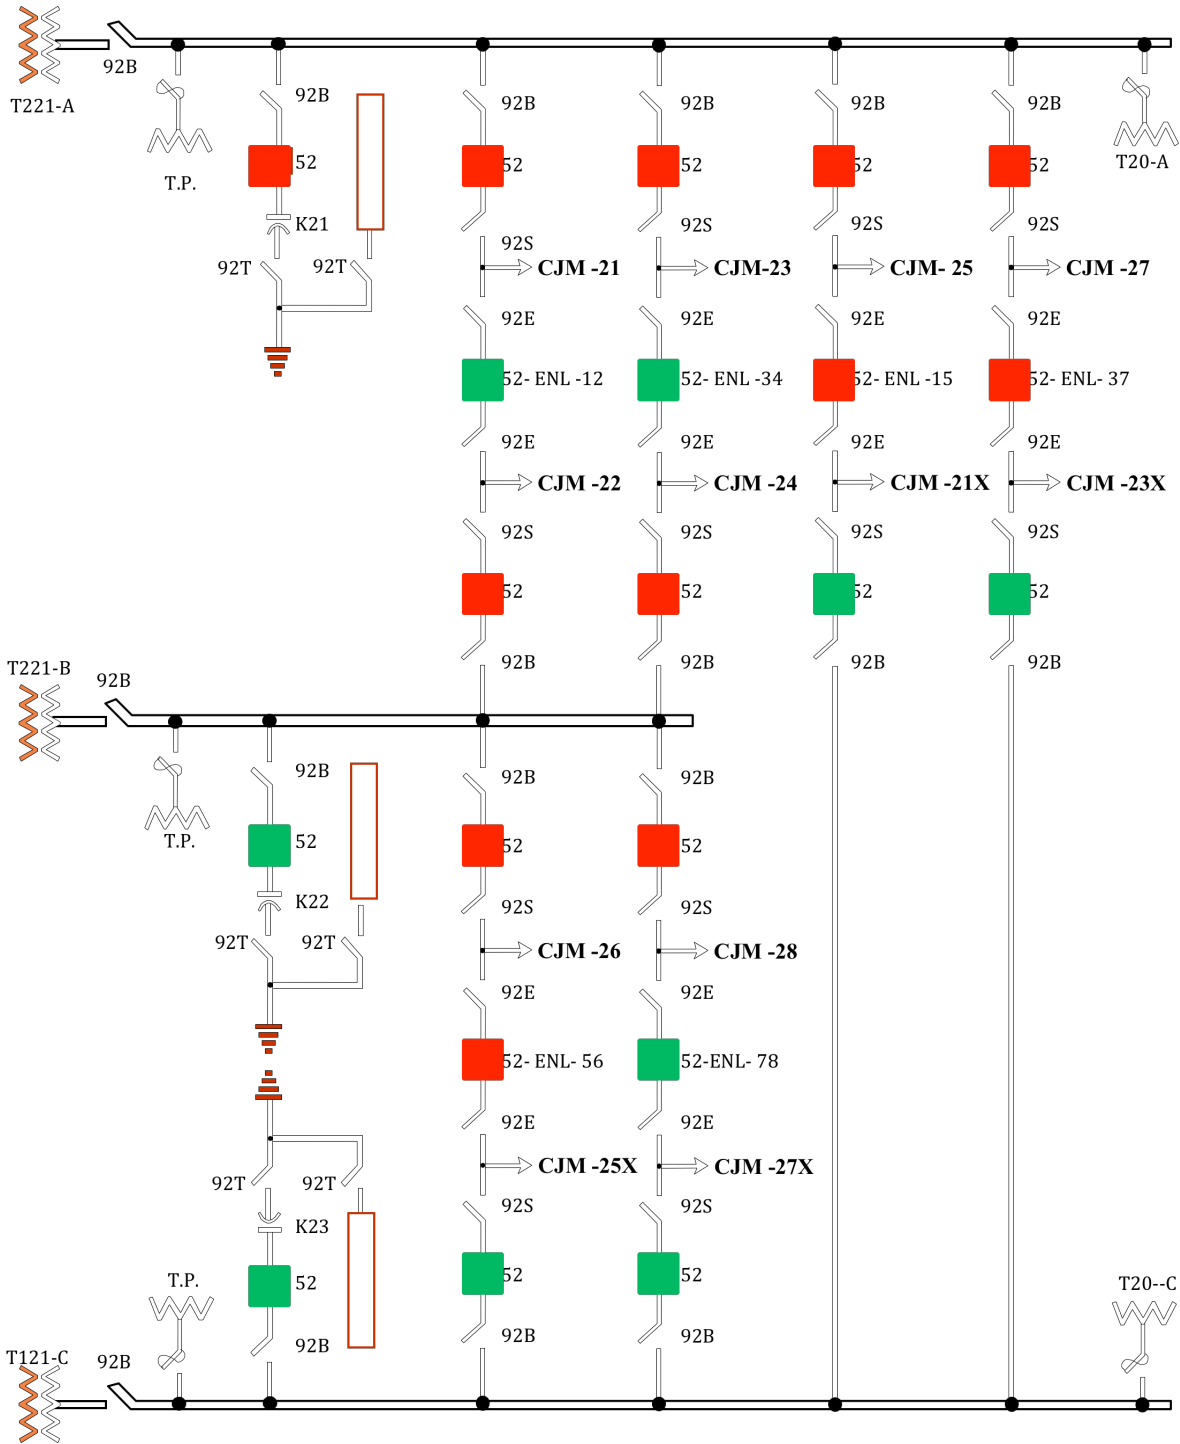 92B
T221-A
T.P.
92B
52
K21
92T
92T
92B
52
92S
CJM -21
92E
52- ENL -12
92E
CJM -22
92S
52
92B
92B
52
92S
CJM-23
92E
52- ENL -34
92E
CJM -24
92S
52
92B
92B
52
92S
CJM- 25
92E
52- ENL -15
92E
CJM -21X
92S
52
92B
92B
52
92S
CJM -27
92E
52- ENL- 37
92E
CJM -23X
92S
52
92B
T20-A
T221-B
92B
T.P.
92B
52
K22
92T
92T
92B
52
92S
CJM -26
92E
52- ENL- 56
92E
CJM -25X
92S
52
92B
92B
52
92S
CJM -28
92E
52-ENL- 78
92E
CJM -27X
92S
52
92B
92T
92T
K23
52
92B
T.P.
T121-C
92B
T20--C